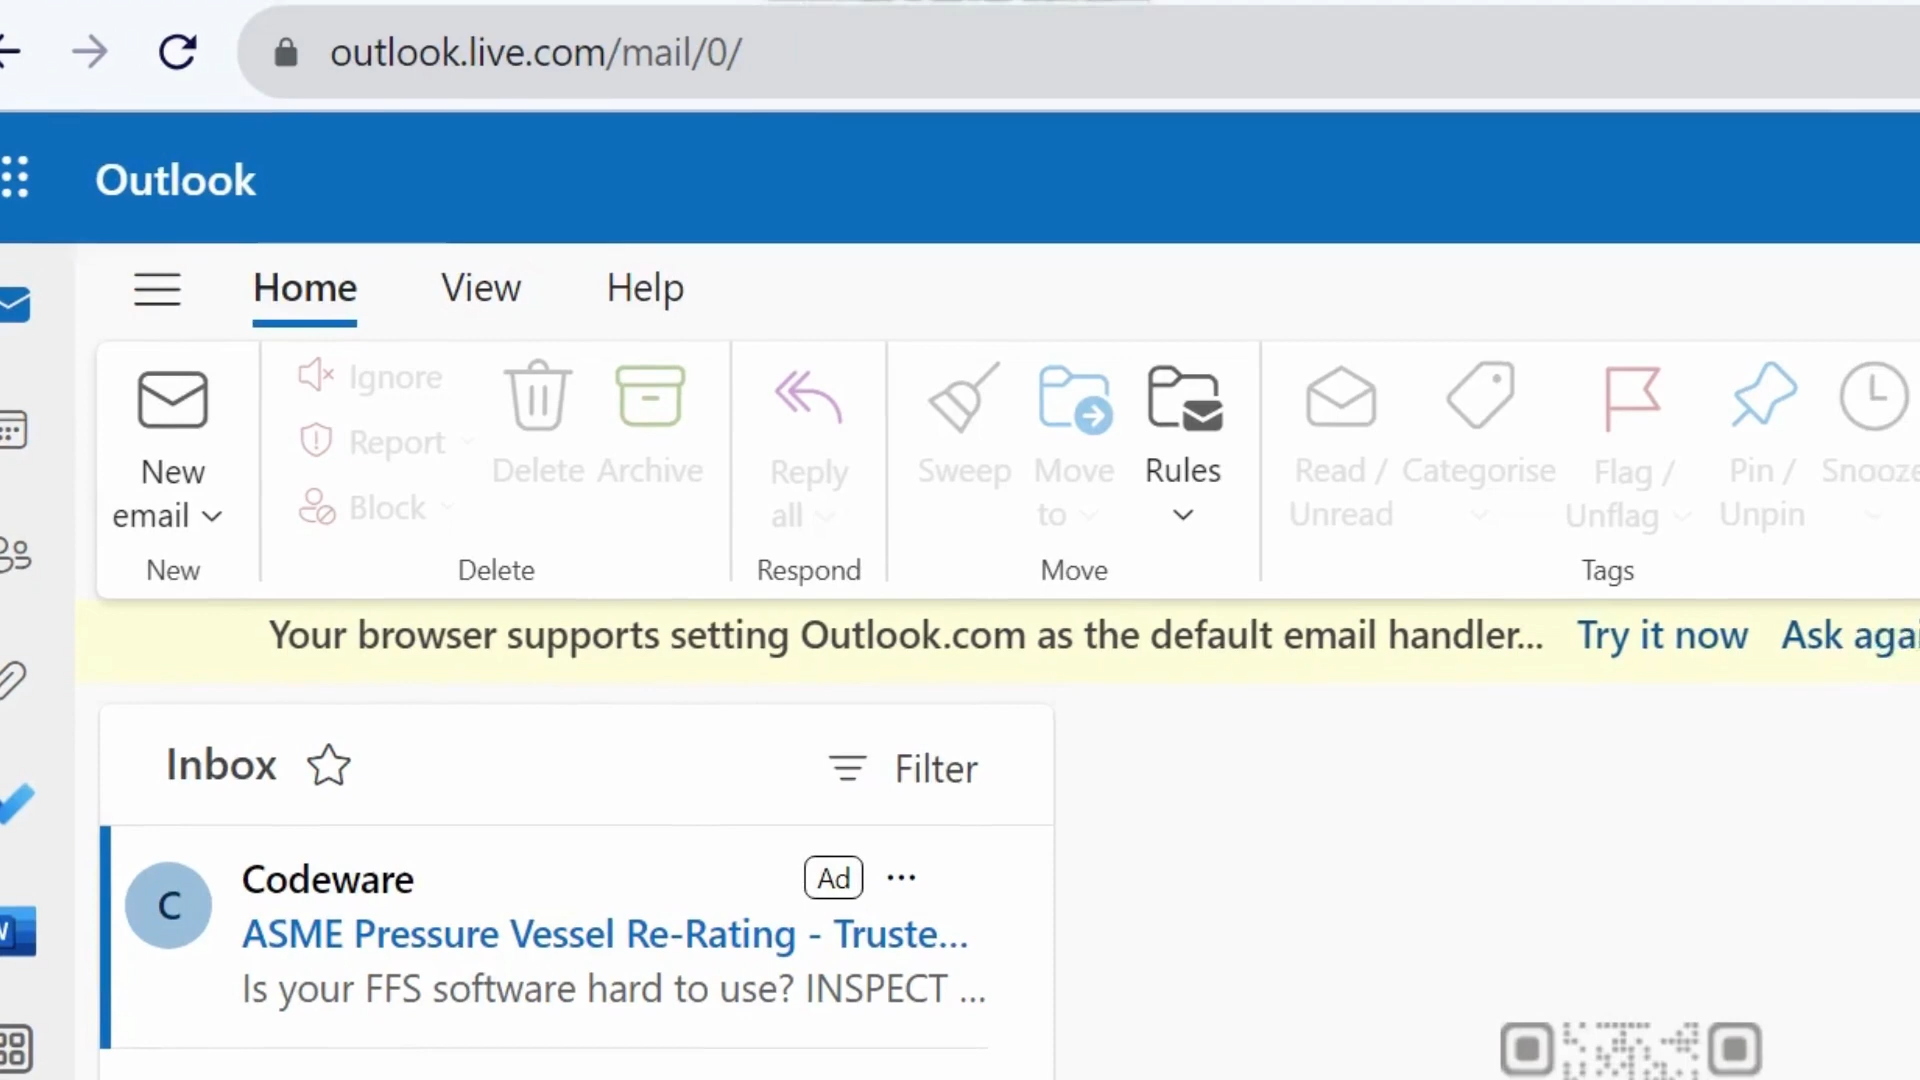 outlook.live.com/mail/0/
Outlook
Home View Help
New email
Ignore
Report
Block
Delete Archive
Reply all
Sweep
Move to
Rules
Read / Unread
Categorise
Flag / Unflag
Pin / Unpin
Snooze
New Delete Respond Move Tags
Your browser supports setting Outlook.com as the default email handler... Try it now Ask agai
Inbox Filter
C
Codeware Ad ...
ASME Pressure Vessel Re-Rating - Truste...
Is your FFS software hard to use? INSPECT ...